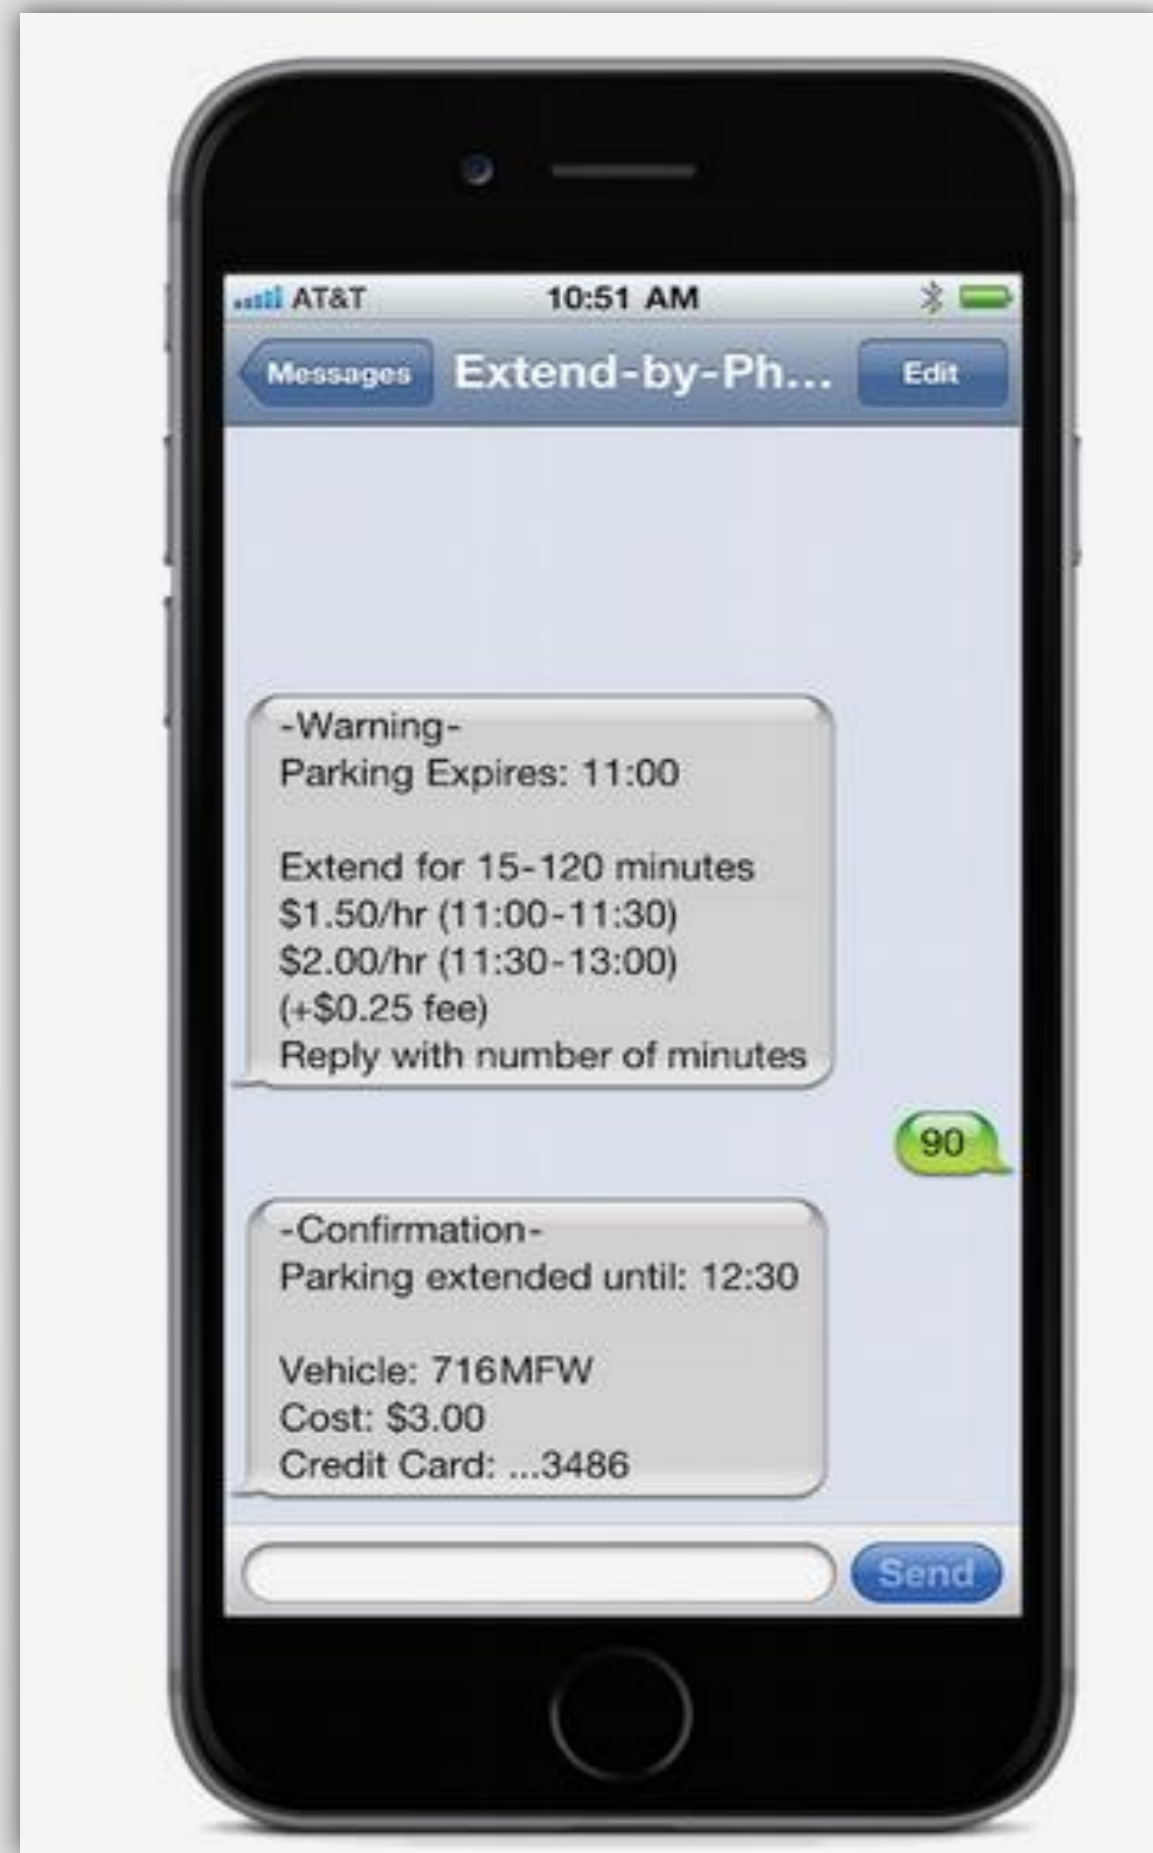 AT&T 10:51 AM
Messages Extend-by-Ph... Edit
-Warning-
Parking Expires: 11:00
Extend for 15-120 minutes
$1.50/hr (11:00-11:30)
$2.00/hr (11:30-13:00)
(+$0.25 fee)
Reply with number of minutes
90
-Confirmation-
Parking extended until: 12:30
Vehicle: 716MFW
Cost: $3.00
Credit Card: ...3486
Send